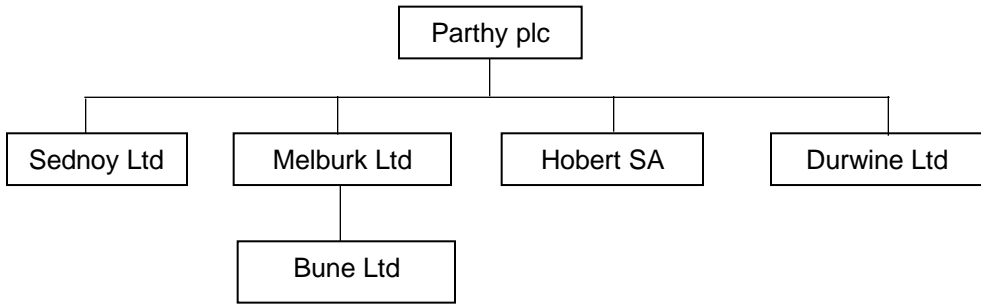 Parthy plc
Sednoy Ltd
Melburk Ltd
Hobert SA
Durwine Ltd
Bune Ltd